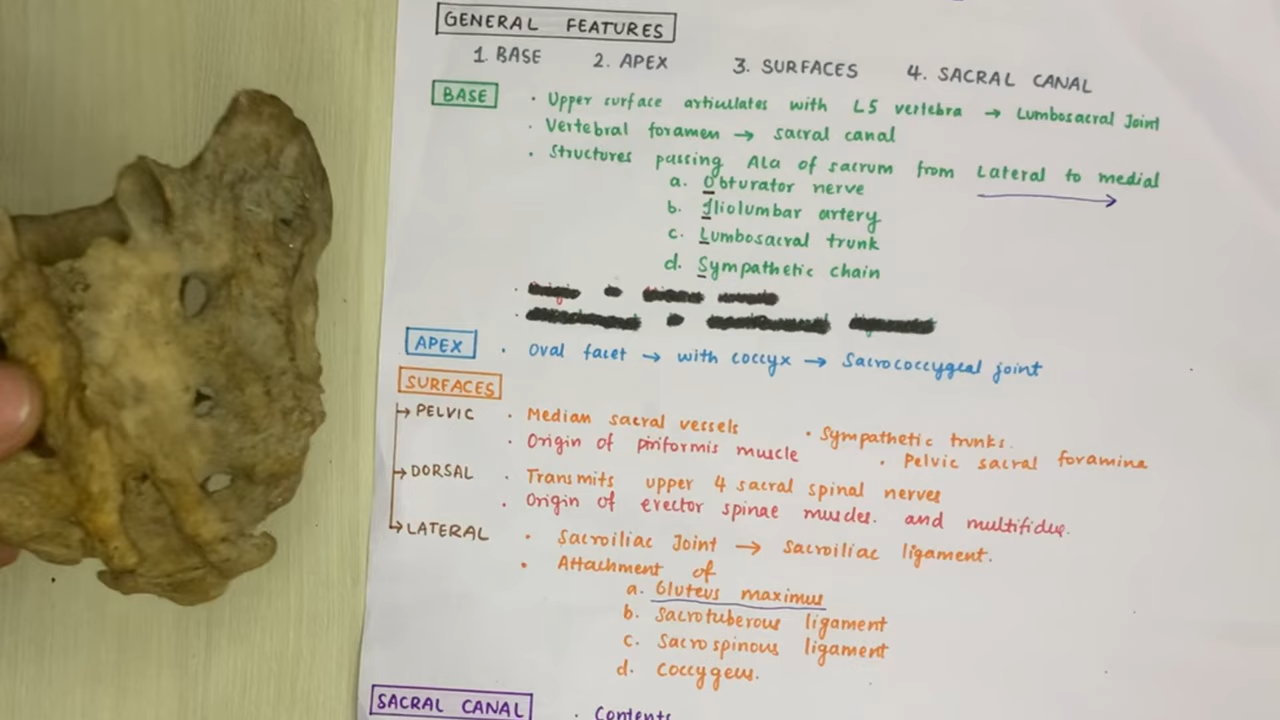 GENERAL FEATURES
1. BASE 2. APEX 3. SURFACES 4. SACRAL CANAL
BASE · Upper surface articulates with L5 vertebra → Lumbosacral Joint
· Vertebral foramen → sacral canal
· Structures passing Ala of sacrum from Lateral to medial
a. Obturator nerve
b. Iliolumbar artery
c. Lumbosacral trunk
d. Sympathetic chain
APEX · Oval facet → with coccyx → Sacrococcygeal joint
SURFACES
→ PELVIC · Median sacral vessels · Sympathetic trunks.
· Origin of piriformis muscle · Pelvic sacral foramina
→ DORSAL · Transmits upper 4 sacral spinal nerves
· Origin of erector spinae muscles. and multifidus.
→ LATERAL · Sacroiliac Joint → Sacroiliac ligament.
· Attachment of
a. Gluteus maximus
b. Sacrotuberous ligament
c. Sacrospinous ligament
d. Coccygeus.
SACRAL CANAL · Contents